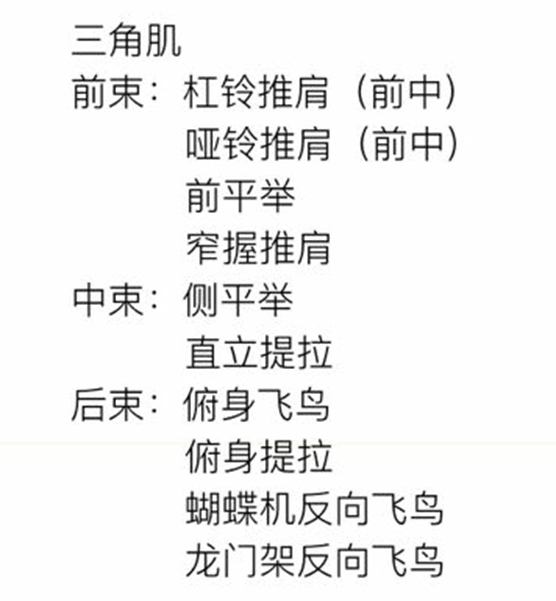 三角肌
前束：杠铃推肩（前中）
哑铃推肩（前中）
前平举
窄握推肩
中束：侧平举
直立提拉
后束：俯身飞鸟
俯身提拉
蝴蝶机反向飞鸟
龙门架反向飞鸟